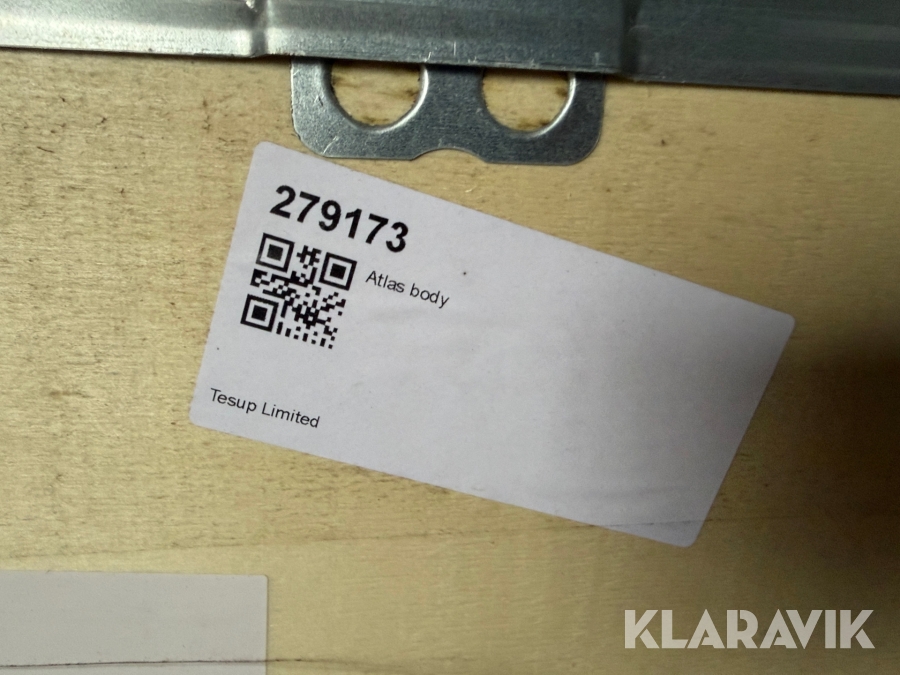 279173
Atlas body
Tesup Limited
KLARAVIK